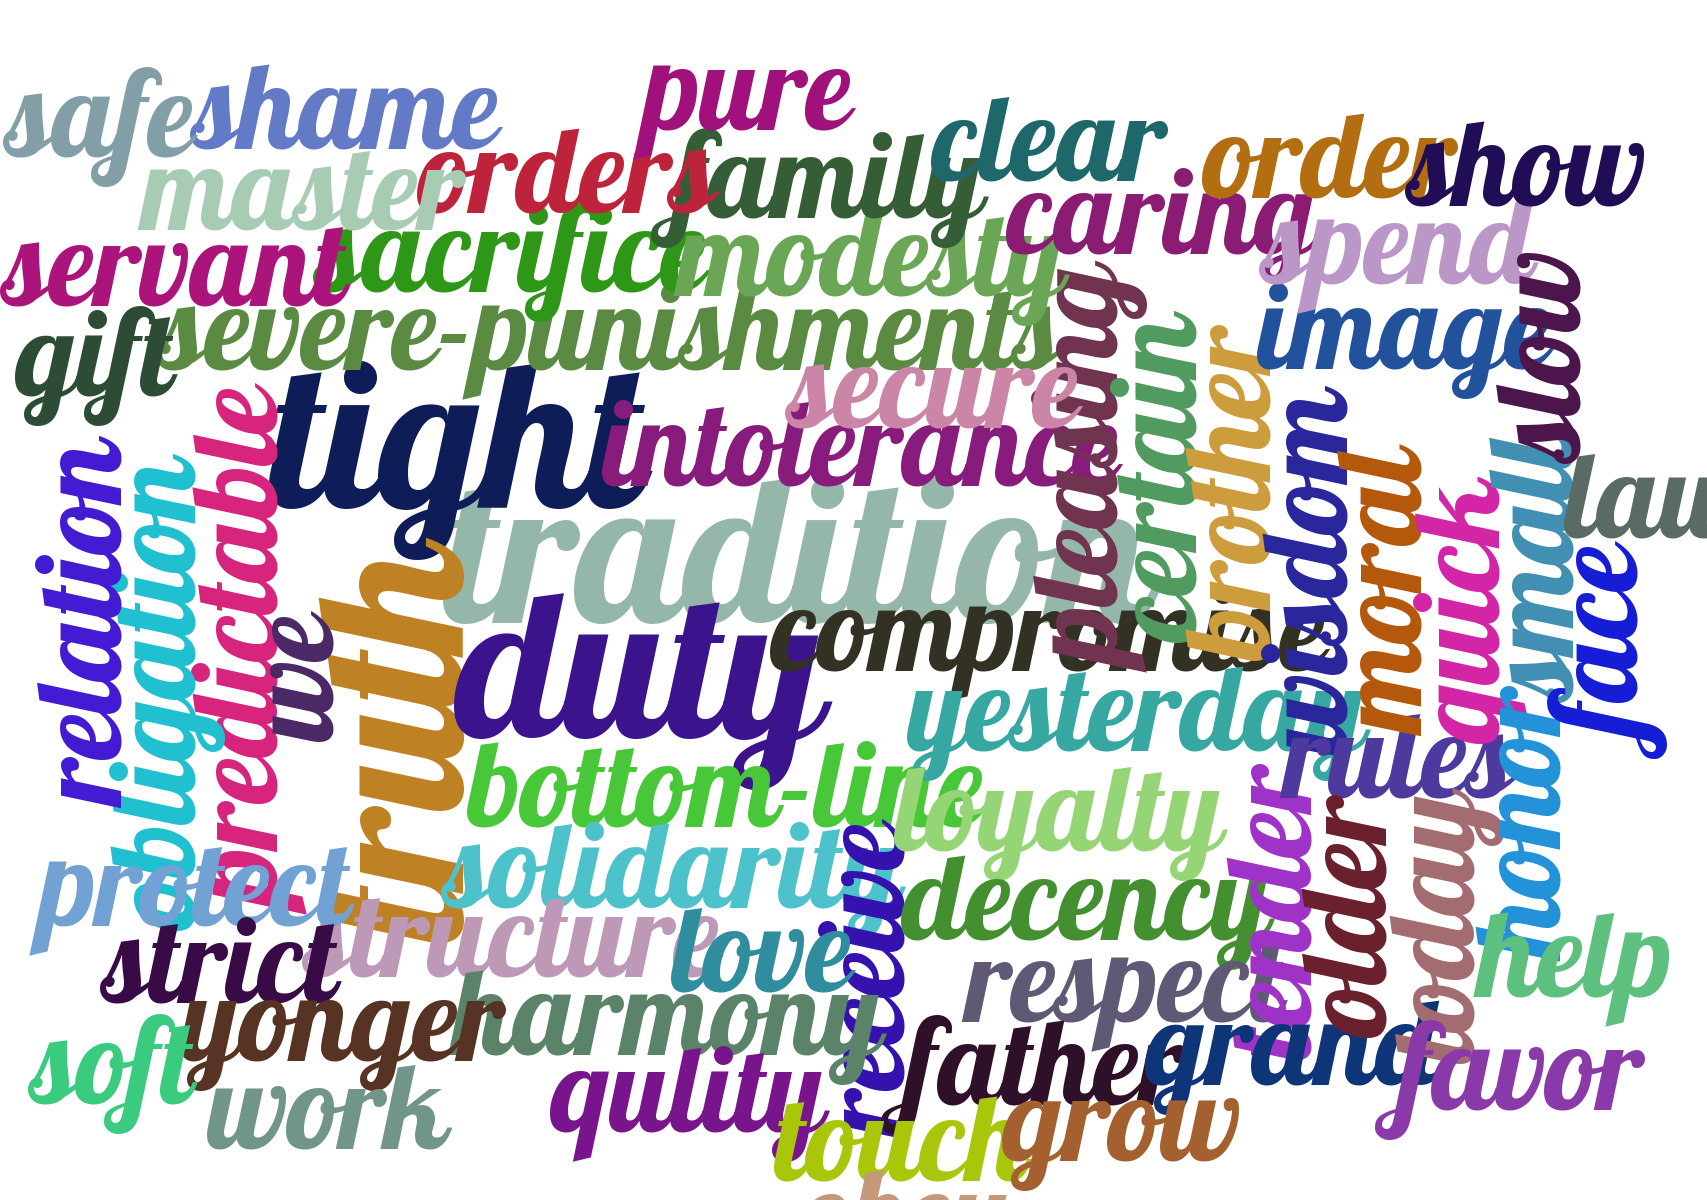 safe
shame
pure
clear
order
show
orders
family
master
caring
sacrifice
modesty
spend
servant
gift
severe-punishments
image
slow
tight
secure
intolerance
pleasing
certain
brother
wisdom
moral
quick
small
law
relation
obligation
predictable
we
truth
tradition
duty
compromise
yesterday
rules
face
honor
bottom-line
loyalty
tender
older
today
protect
solidarity
receive
decency
help
strict
structure
love
respect
yonger
harmony
soft
father
grand
favor
work
qulity
touch
grow